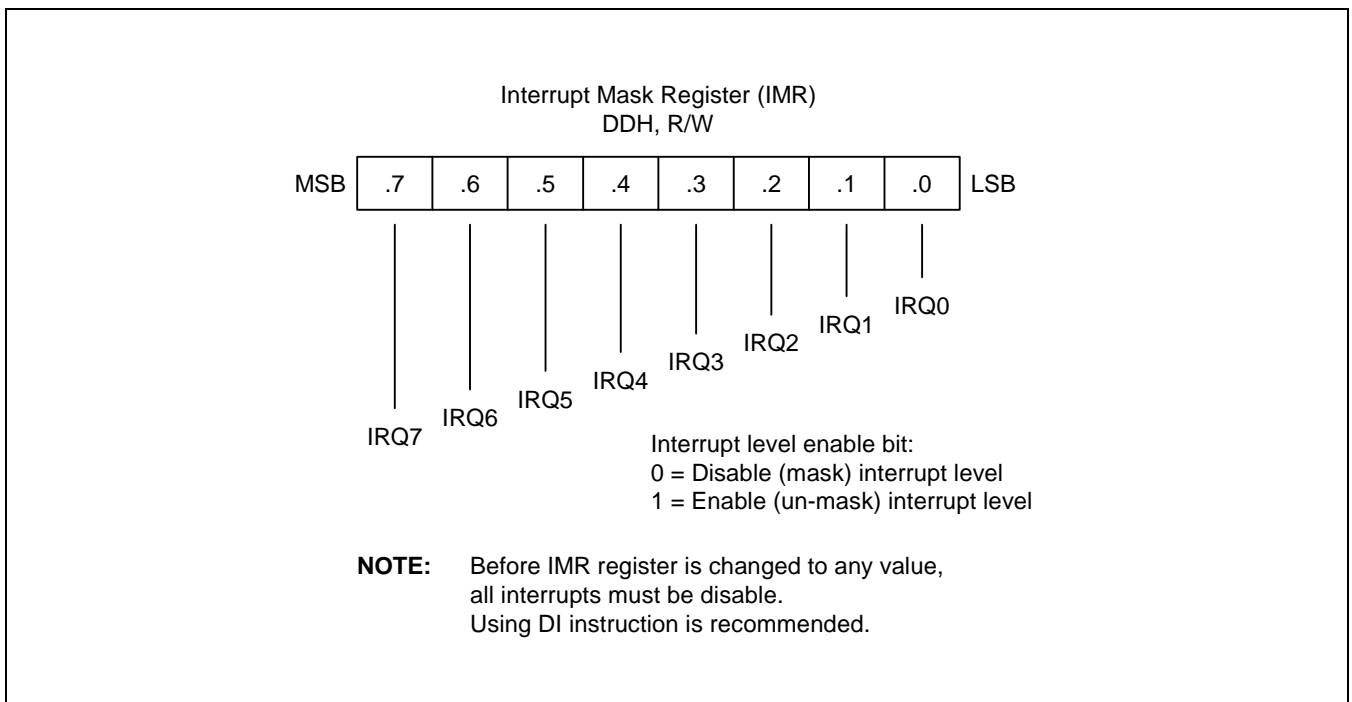 Interrupt Mask Register (IMR)
DDH, R/W
MSB .7 .6 .5 .4 .3 .2 .1 .0 LSB
IRQ7 IRQ6 IRQ5 IRQ4 IRQ3 IRQ2 IRQ1 IRQ0
Interrupt level enable bit:
0 = Disable (mask) interrupt level
1 = Enable (un-mask) interrupt level
NOTE: Before IMR register is changed to any value,
all interrupts must be disable.
Using DI instruction is recommended.